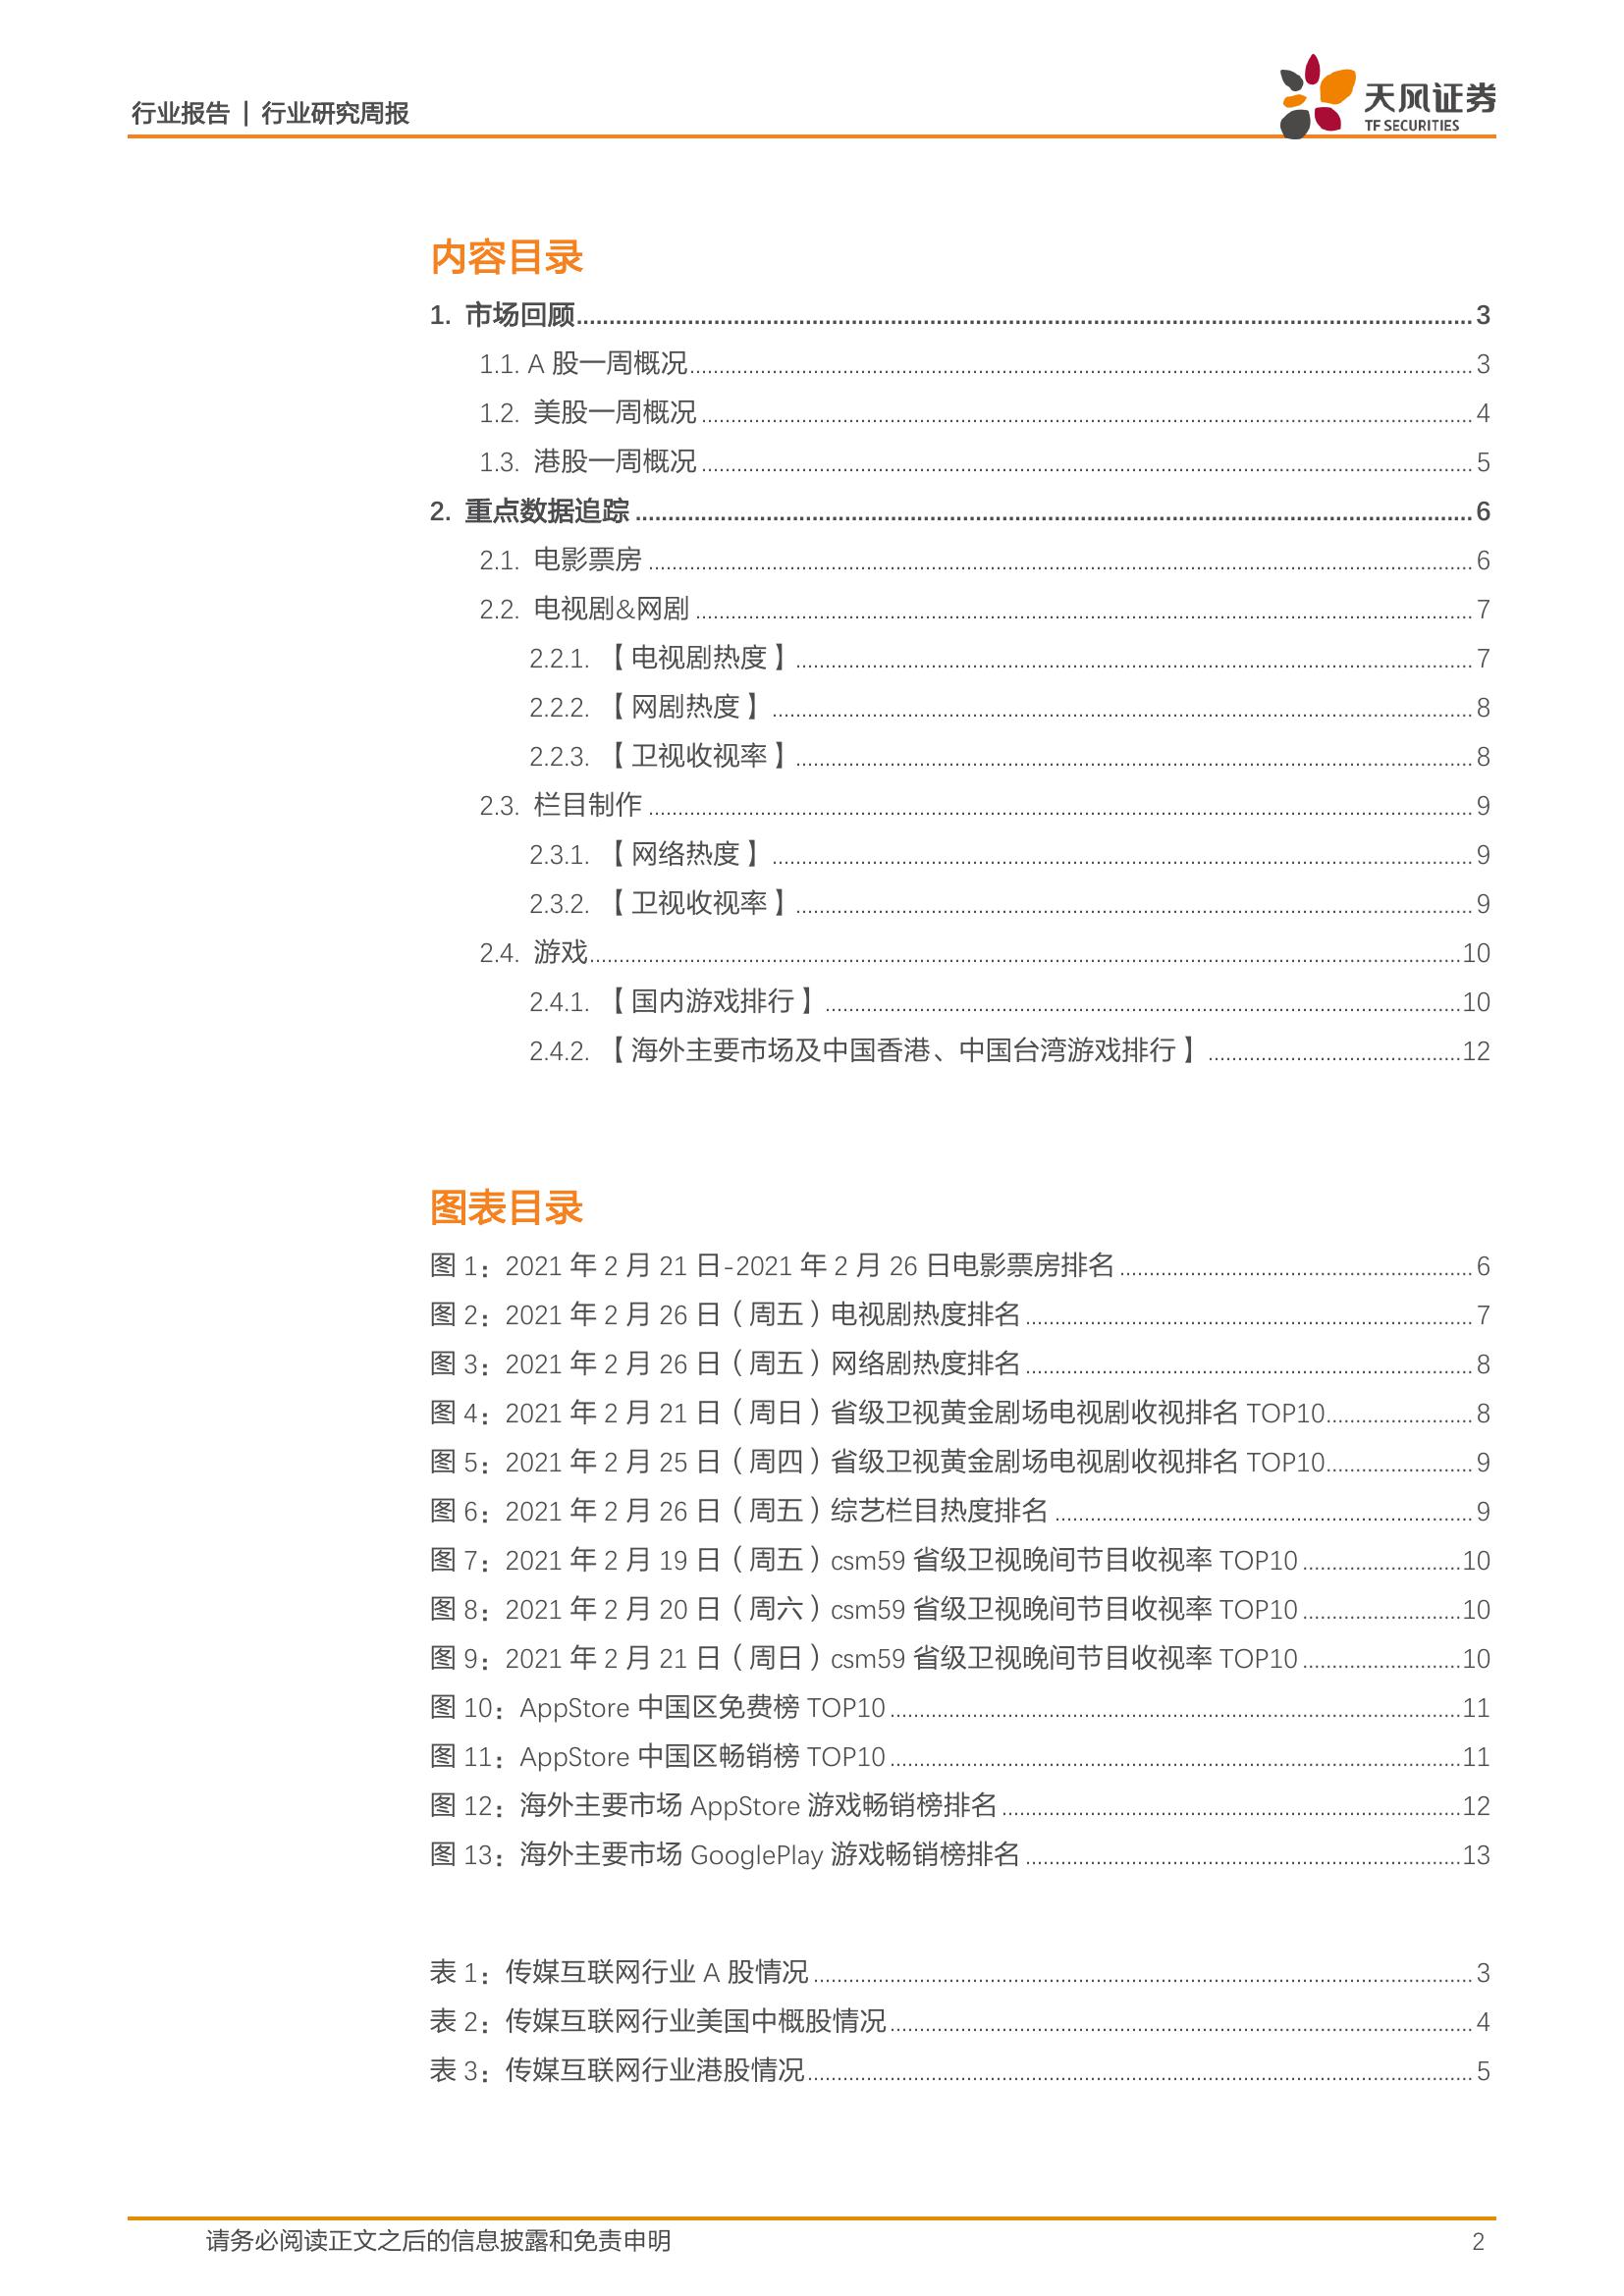 行业报告 | 行业研究周报
天风证券
TF SECURITIES
内容目录
1. 市场回顾 3
1.1. A 股一周概况 3
1.2. 美股一周概况 4
1.3. 港股一周概况 5
2. 重点数据追踪 6
2.1. 电影票房 6
2.2. 电视剧&网剧 7
2.2.1. 【电视剧热度】 7
2.2.2. 【网剧热度】 8
2.2.3. 【卫视收视率】 8
2.3. 栏目制作 9
2.3.1. 【网络热度】 9
2.3.2. 【卫视收视率】 9
2.4. 游戏 10
2.4.1. 【国内游戏排行】 10
2.4.2. 【海外主要市场及中国香港、中国台湾游戏排行】 12
图表目录
图 1：2021 年 2 月 21 日-2021 年 2 月 26 日电影票房排名 6
图 2：2021 年 2 月 26 日（周五）电视剧热度排名 7
图 3：2021 年 2 月 26 日（周五）网络剧热度排名 8
图 4：2021 年 2 月 21 日（周日）省级卫视黄金剧场电视剧收视排名 TOP10 8
图 5：2021 年 2 月 25 日（周四）省级卫视黄金剧场电视剧收视排名 TOP10 9
图 6：2021 年 2 月 26 日（周五）综艺栏目热度排名 9
图 7：2021 年 2 月 19 日（周五）csm59 省级卫视晚间节目收视率 TOP10 10
图 8：2021 年 2 月 20 日（周六）csm59 省级卫视晚间节目收视率 TOP10 10
图 9：2021 年 2 月 21 日（周日）csm59 省级卫视晚间节目收视率 TOP10 10
图 10：AppStore 中国区免费榜 TOP10 11
图 11：AppStore 中国区畅销榜 TOP10 11
图 12：海外主要市场 AppStore 游戏畅销榜排名 12
图 13：海外主要市场 GooglePlay 游戏畅销榜排名 13
表 1：传媒互联网行业 A 股情况 3
表 2：传媒互联网行业美国中概股情况 4
表 3：传媒互联网行业港股情况 5
请务必阅读正文之后的信息披露和免责申明 2